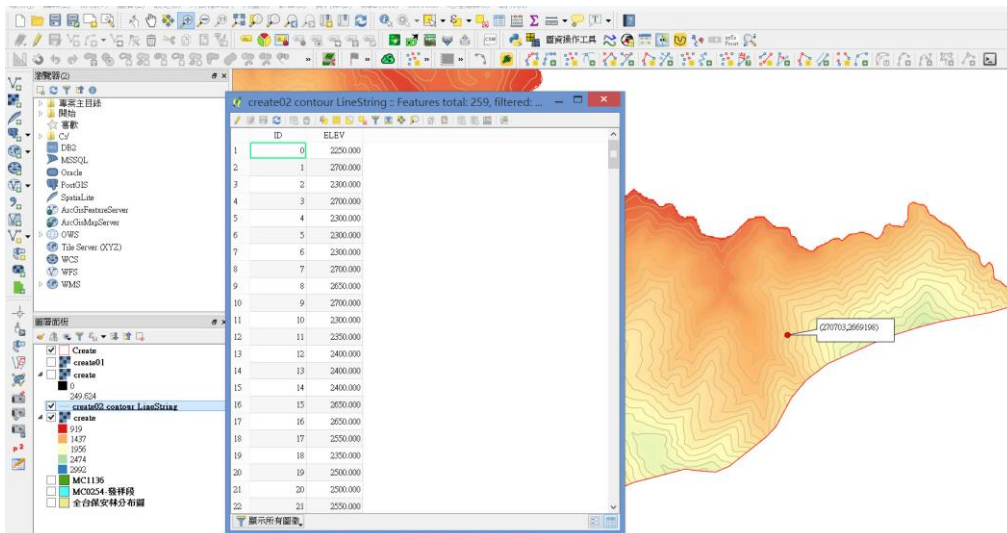 瀏覽器(2)
專案主目錄
開始
喜歡
C:/
DB2
MSSQL
Oracle
PostGIS
SpatiaLite
ArcGisFeatureServer
ArcGisMapServer
OWS
Tile Server (XYZ)
WCS
WFS
WMS
圖層面板
Create
create01
create
0
249.624
create02 contour LineString
create
919
1437
1956
2474
2992
MC1136
MC0254-發祥段
全台保安林分布圖
CSW
直資操作工具
create02 contour LineString :: Features total: 259, filtered: ...
ID ELEV
1 0 2250.000
2 1 2700.000
3 2 2300.000
4 3 2700.000
5 4 2300.000
6 5 2300.000
7 6 2300.000
8 7 2700.000
9 8 2650.000
10 9 2700.000
11 10 2300.000
12 11 2350.000
13 12 2400.000
14 13 2400.000
15 14 2400.000
16 15 2650.000
17 16 2650.000
18 17 2550.000
19 18 2350.000
20 19 2500.000
21 20 2500.000
22 21 2550.000
顯示所有圖徵
(270703,2669198)